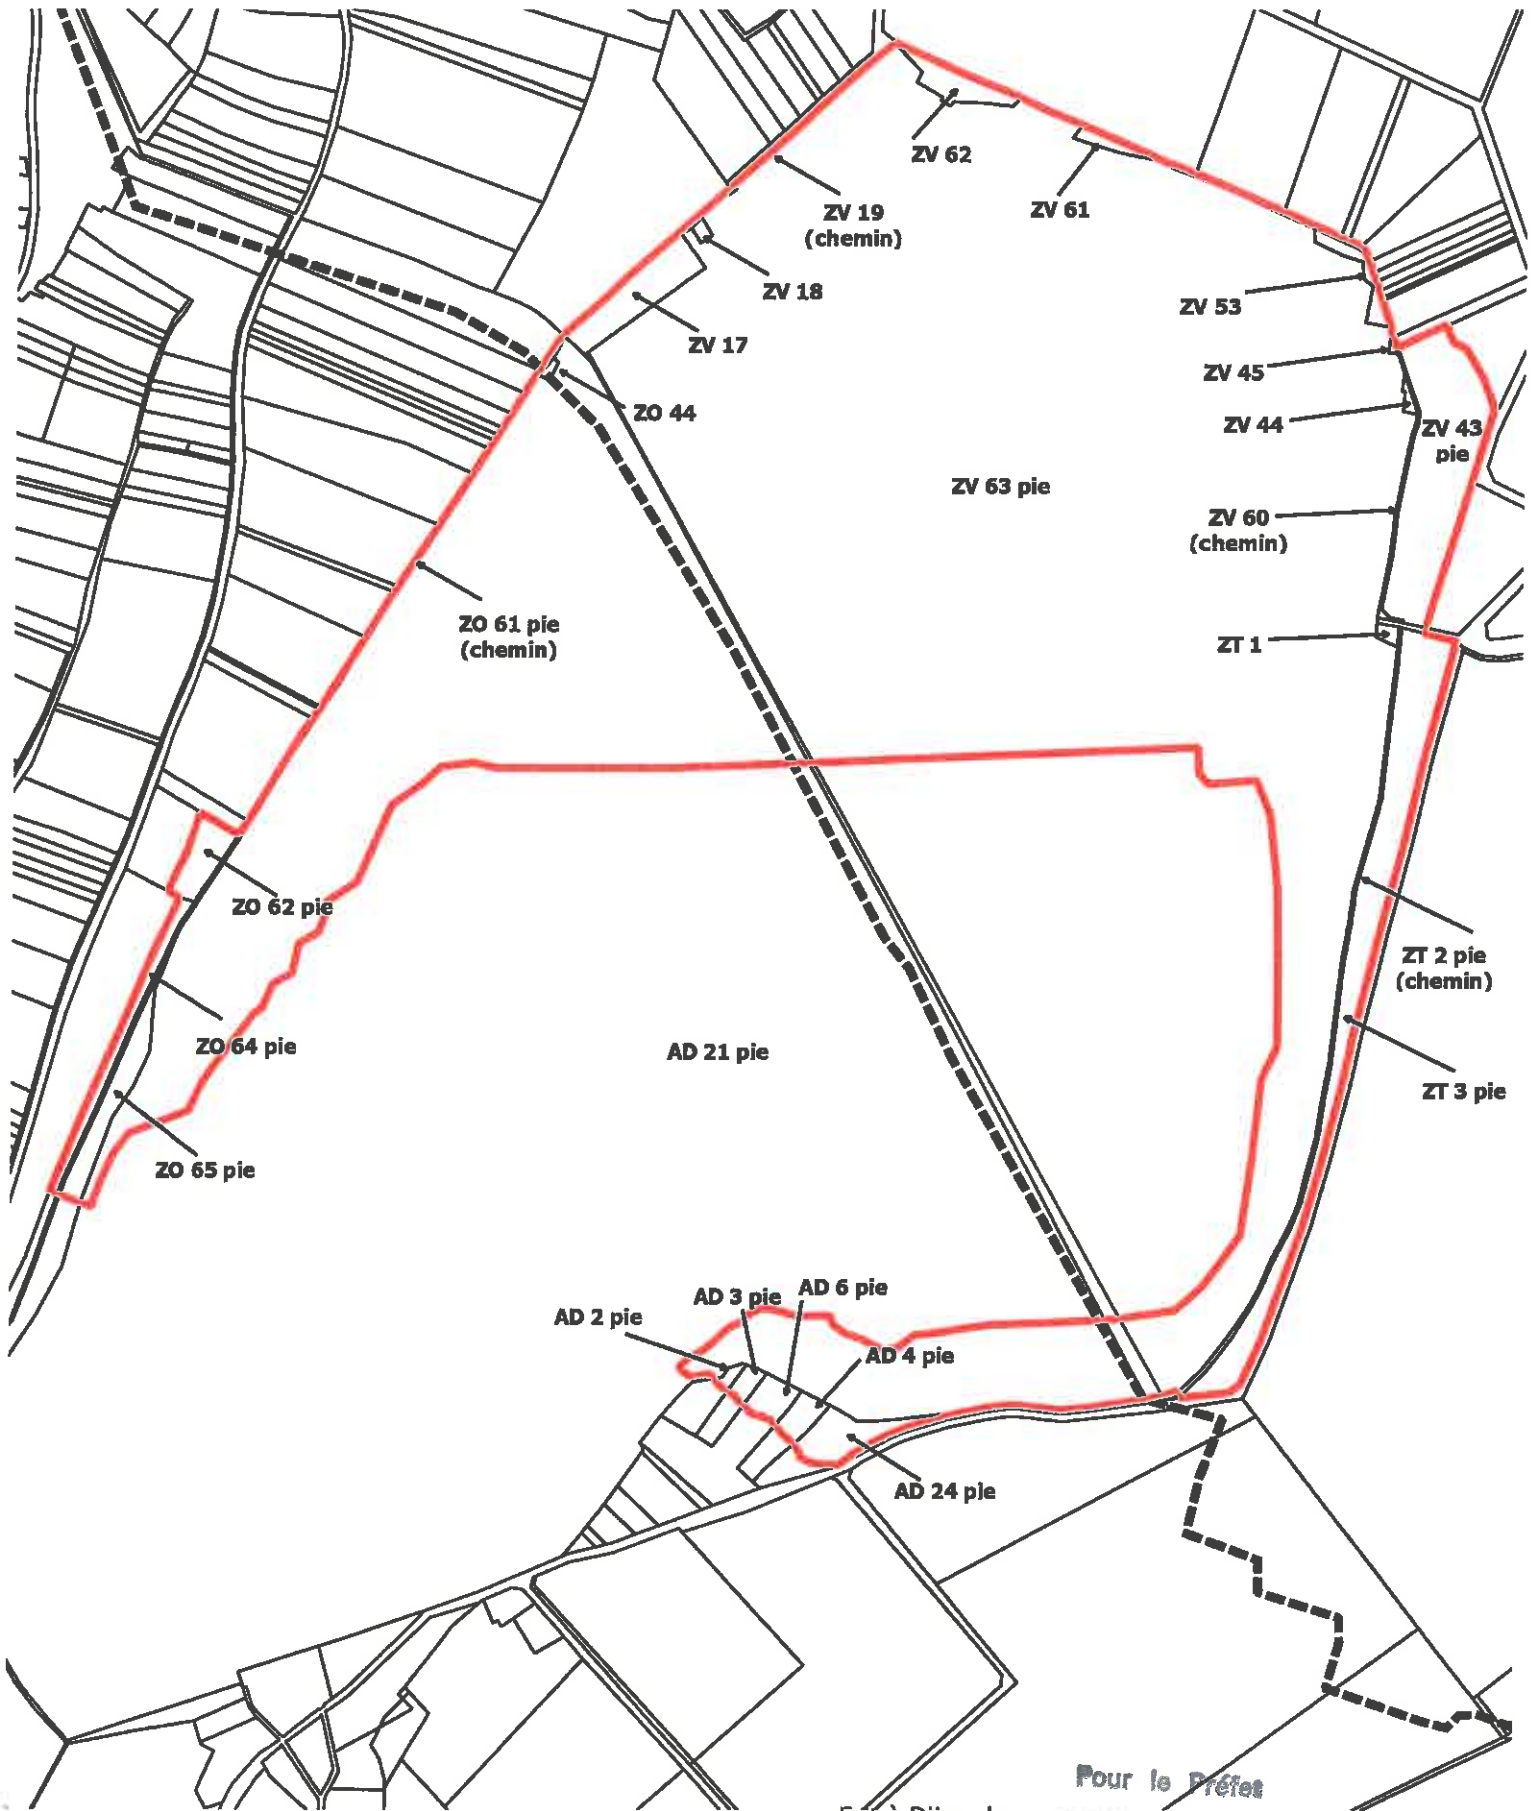 ZV 62
ZV 61
ZV 19
(chemin)
ZV 18
ZV 53
ZV 17
ZV 45
ZO 44
ZV 44
ZV 43
pie
ZV 63 pie
ZV 60
(chemin)
ZO 61 pie
(chemin)
ZT 1
ZO 62 pie
ZT 2 pie
(chemin)
ZO 64 pie
AD 21 pie
ZT 3 pie
ZO 65 pie
AD 6 pie
AD 3 pie
AD 2 pie
AD 4 pie
AD 24 pie
Pour le Préfet